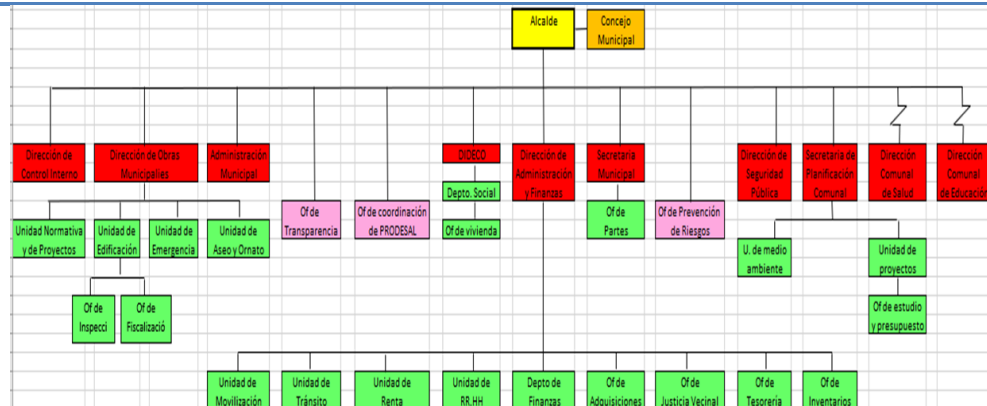 Alcalde
Concejo
Municipal
Dirección de
Control Interno
Dirección de Obras
Municipalies
Administración
Municipal
DIDECO
Dirección de
Administración
y Finanzas
Secretaria
Municipal
Dirección de
Seguridad
Pública
Secretaria de
Planificación
Comunal
Dirección
Comunal
de Salud
Dirección
Comunal
de Educación
Depto. Social
Of de
Transparencia
Of de coordinación
de PRODESAL
Of de
Partes
Of de Prevención
de Riesgos
Unidad Normativa
y de Proyectos
Unidad de
Edificación
Unidad de
Emergencia
Unidad de
Aseo y Ornato
Of de vivienda
U. de medio
ambiente
Unidad de
proyectos
Of de
Inspecci
Of de
Fiscalizació
Of de estudio
y presupuesto
Unidad de
Movilización
Unidad de
Tránsito
Unidad de
Renta
Unidad de
RR.HH
Depto de
Finanzas
Of de
Adquisiciones
Of de
Justicia Vecinal
Of de
Tesorería
Of de
Inventarios